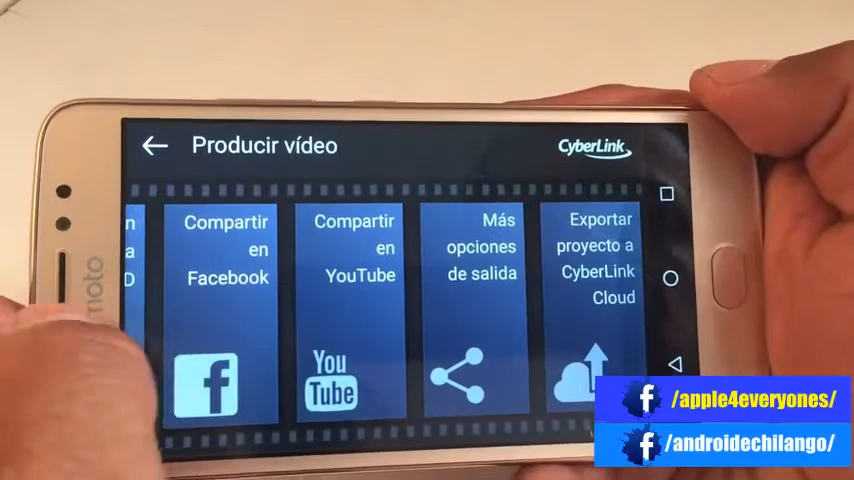 Producir vídeo
CyberLink
n
a
D
Compartir
en
Facebook
Compartir
en
YouTube
Más
opciones
de salida
Exportar
proyecto a
CyberLink
Cloud
f
You
Tube
moto
f /apple4everyones/
f /androidechilango/